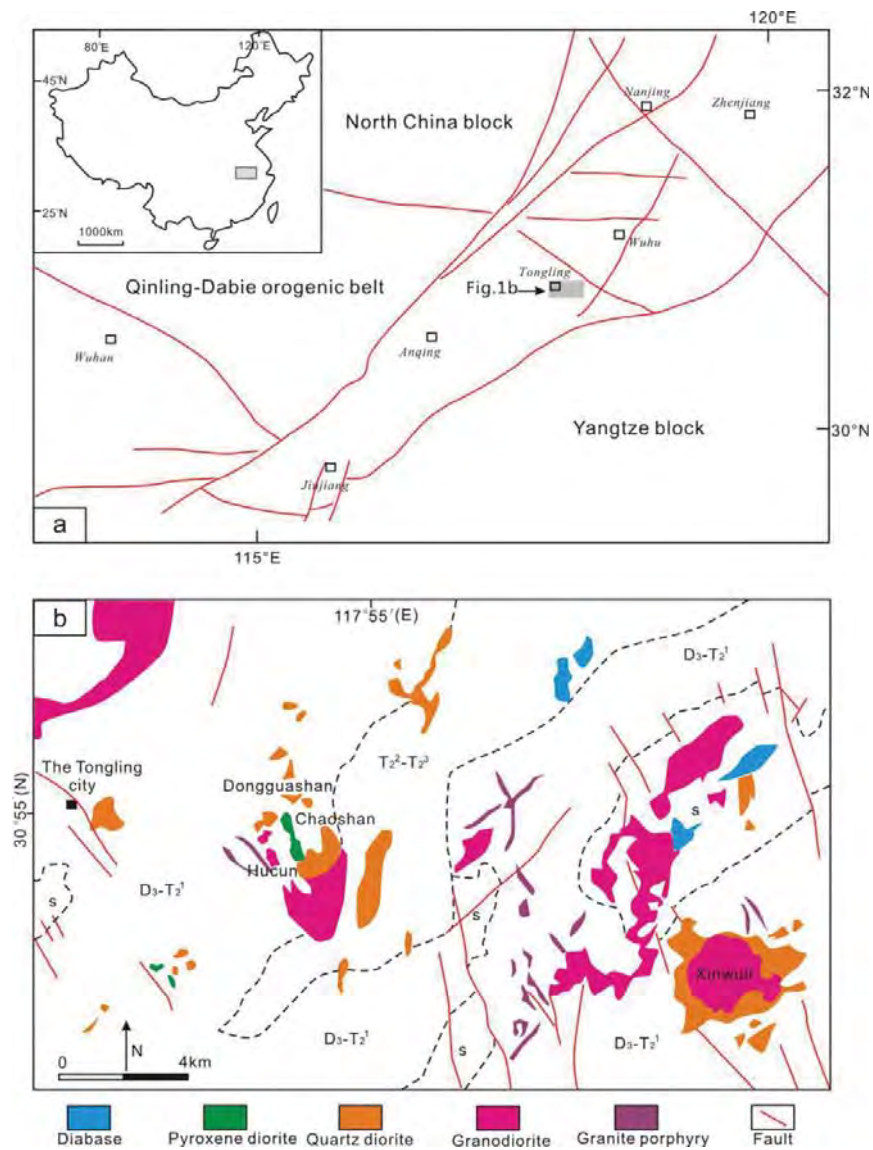 120°E
80°E
120°E
45°N
25°N
1000km
North China block
Nanjing
Zhenjiang
32°N
Wuhu
Tongling
Fig.1b
Qinling-Dabie orogenic belt
Wuhan
Anqing
Yangtze block
30°N
Jiujiang
a
115°E
b
117°55′(E)
D₃-T₂¹
T₂²-T₂³
The Tongling
city
Dongguashan
Chaoshan
Hucun
30°55′(N)
S
D₃-T₂¹
S
S
S
Xinwuli
D₃-T₂¹
D₃-T₂¹
N
0 4km
Diabase
Pyroxene diorite
Quartz diorite
Granodiorite
Granite porphyry
Fault